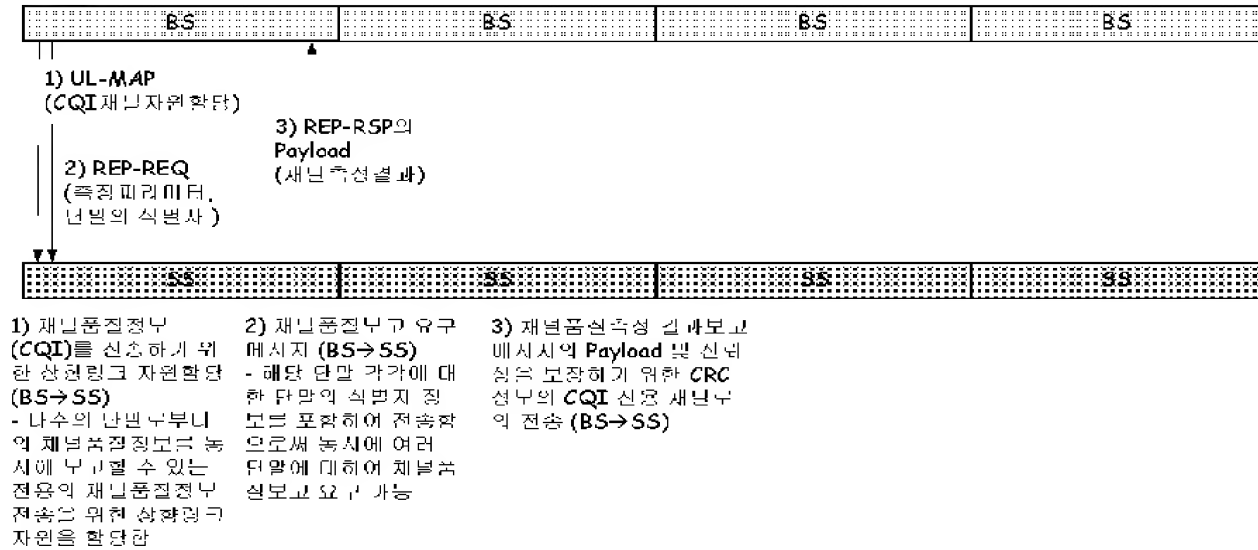 BS BS BS BS
1) UL-MAP
(CQI채널자원할당)
2) REP-REQ
(측정파라미터,
단말의 식별자)
3) REP-RSP의
Payload
(채널측정결과)
SS SS SS SS
1) 채널품질정보
(CQI)를 전송하기 위
한 상향링크 자원할당
(BS→SS)
- 다수의 단말로부터
의 채널품질정보를 동
시에 보고할 수 있는
전용의 채널품질정보
전송을 위한 상향링크
자원을 할당함
2) 채널품질보고 요구
메시지 (BS→SS)
- 해당 단말 각각에 대
한 단말의 식별자 정
보를 포함하여 전송함
으로써 동시에 여러
단말에 대하여 채널품
질보고 요구 가능
3) 채널품질측정 결과보고
메시지의 Payload 및 신뢰
성을 보장하기 위한 CRC
정보의 CQI 전용 채널로
의 전송 (BS→SS)